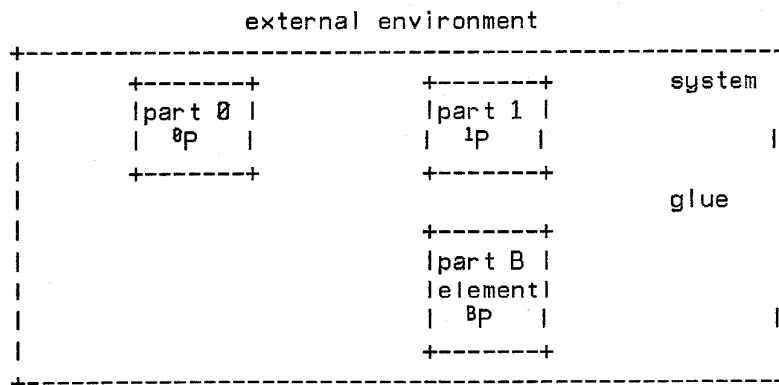 external environment
system
part 0 part 1
⁰P ¹P
glue
part B
element
ᴮP